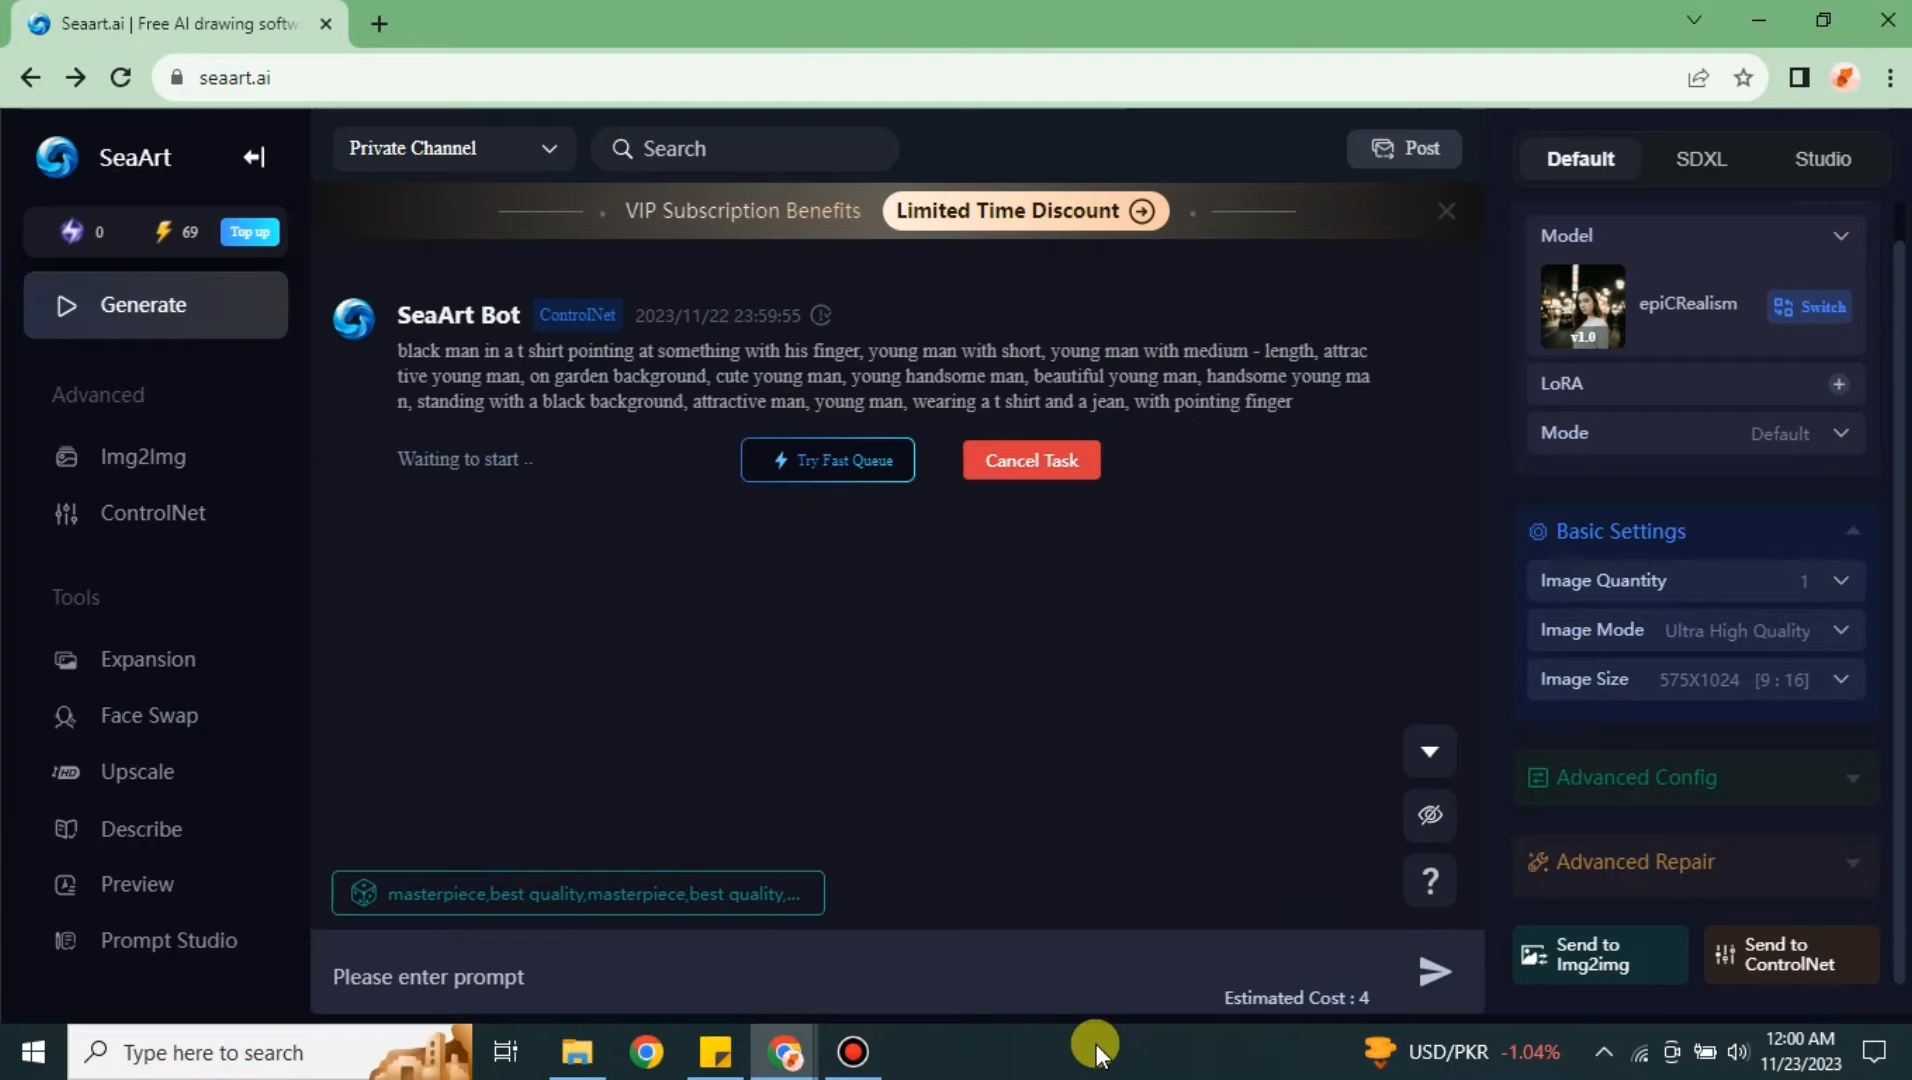 Seaart.ai | Free AI drawing softw
seaart.ai
SeaArt
0
69
Top up
Generate
Advanced
Img2Img
ControlNet
Tools
Expansion
Face Swap
HD
Upscale
Describe
Preview
Prompt Studio
Private Channel
Search
Post
VIP Subscription Benefits
Limited Time Discount
SeaArt Bot
ControlNet
2023/11/22 23:59:55
black man in a t shirt pointing at something with his finger, young man with short, young man with medium - length, attrac
tive young man, on garden background, cute young man, young handsome man, beautiful young man, handsome young ma
n, standing with a black background, attractive man, young man, wearing a t shirt and a jean, with pointing finger
Waiting to start ..
Try Fast Queue
Cancel Task
?
masterpiece,best quality,masterpiece,best quality,...
Please enter prompt
Estimated Cost : 4
Default
SDXL
Studio
Model
v1.0
epiCRealism
Switch
LoRA
Mode
Default
Basic Settings
Image Quantity
1
Image Mode
Ultra High Quality
Image Size
575X1024 [9 : 16]
Advanced Config
Advanced Repair
Send to
Img2img
Send to
ControlNet
Type here to search
USD/PKR -1.04%
12:00 AM
11/23/2023